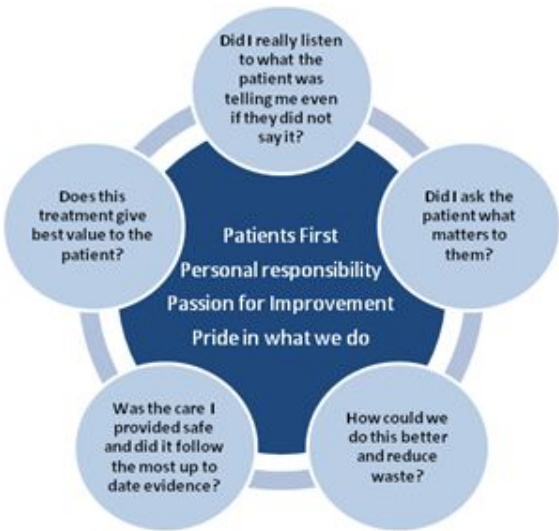 Did I really listen
to what the
patient was
telling me even
if they did not
say it?
Does this
treatment give
best value to the
patient?
Did I ask the
patient what
matters to
them?
Patients First
Personal responsibility
Passion for Improvement
Pride in what we do
Was the care I
provided safe
and did it follow
the most up to
date evidence?
How could we
do this better
and reduce
waste?